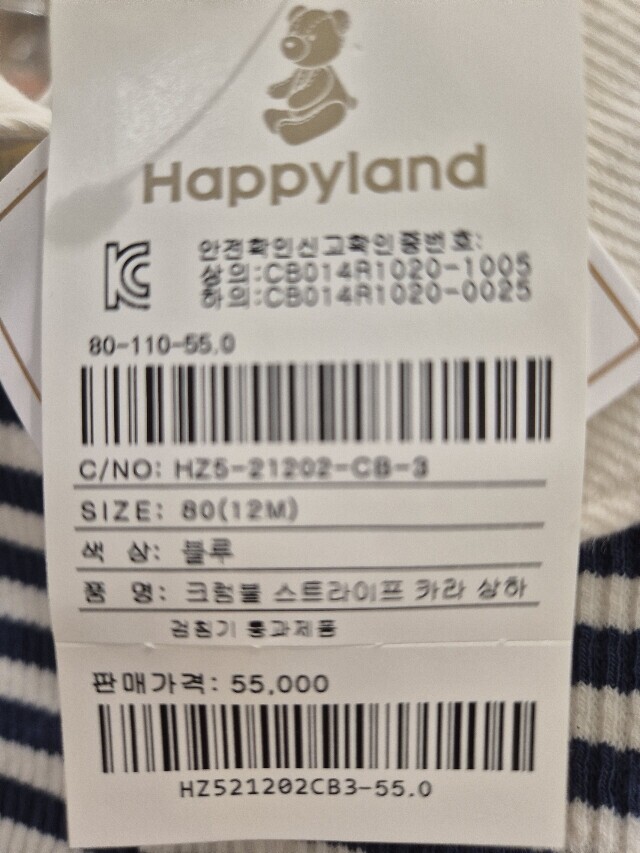 Happyland
안전확인신고확인증번호:
상의:CB014R1020-1005
하의:CB014R1020-0025
80-110-55.0
C/NO: HZ5-21202-CB-3
SIZE: 80(12M)
색 상: 블루
품 명: 크럼블 스트라이프 카라 상하
검침기 통과제품
판매가격: 55,000
HZ521202CB3-55.0